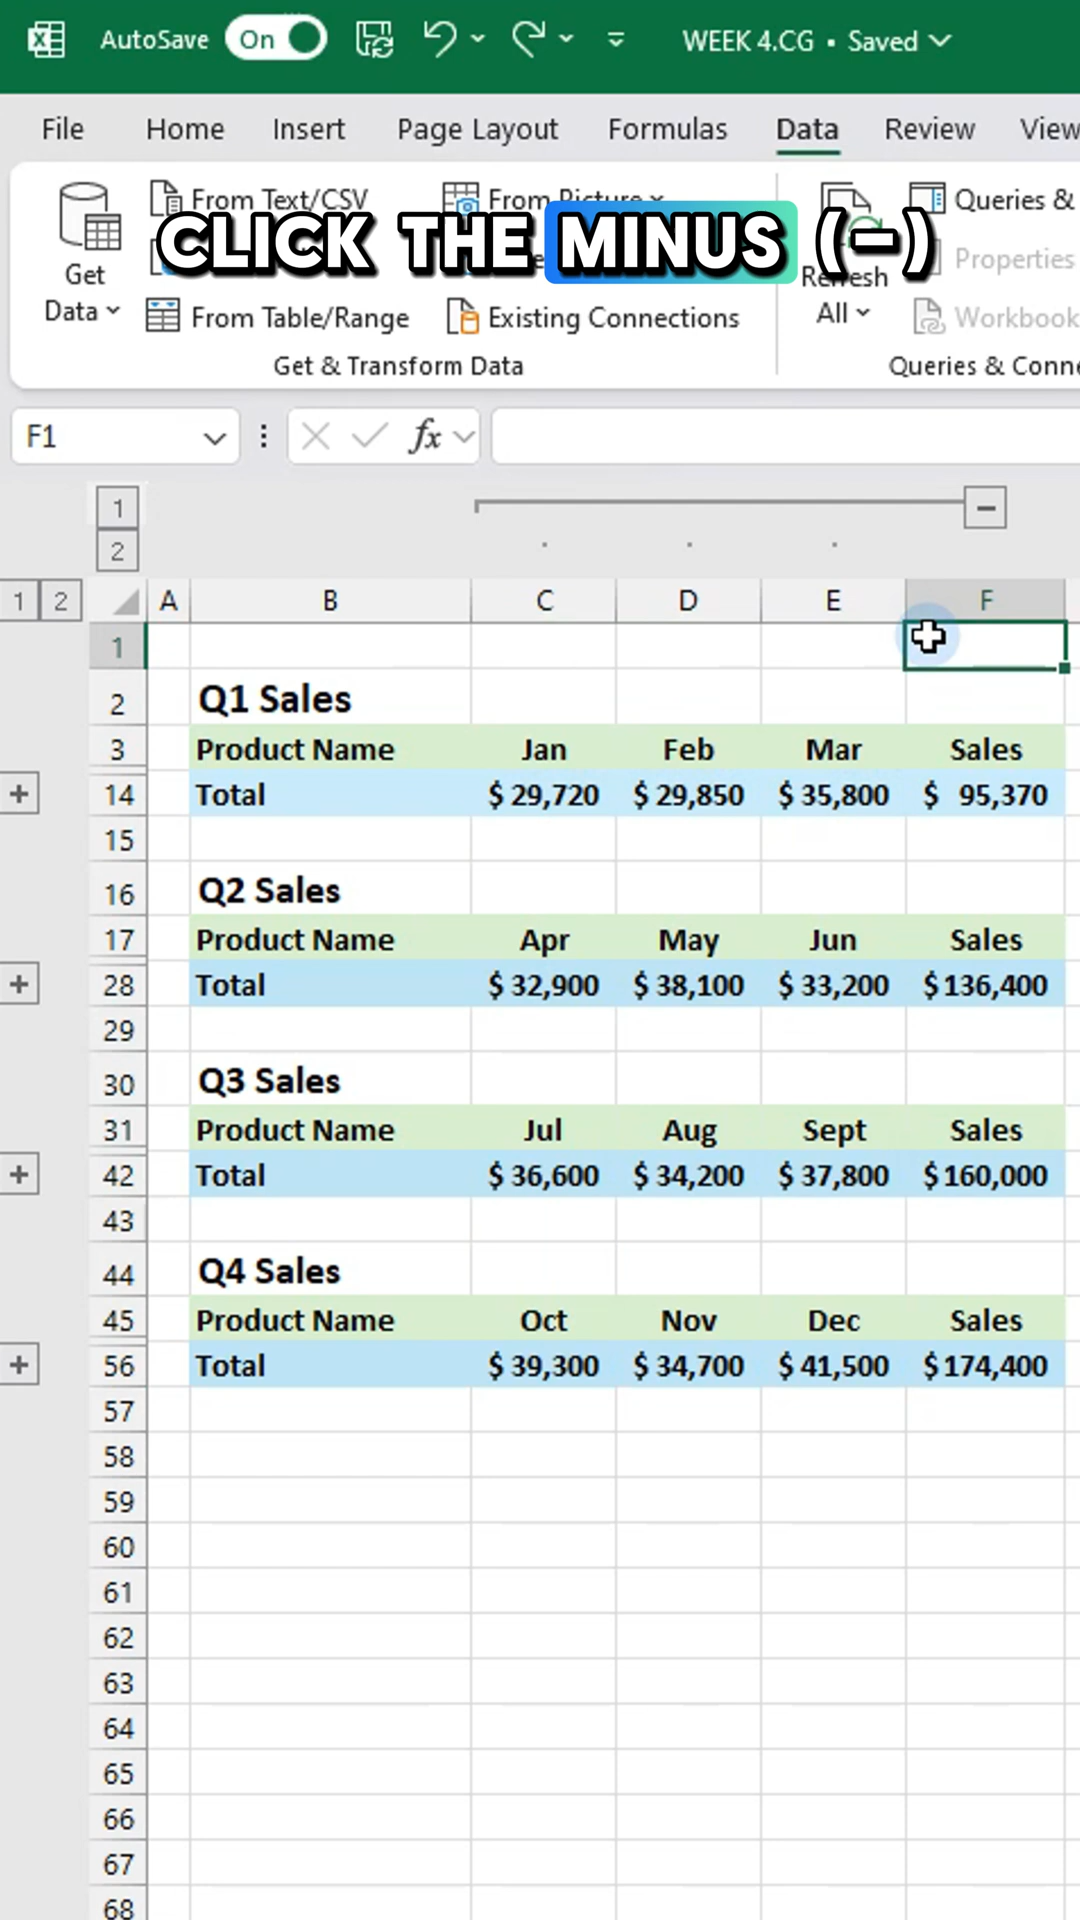 AutoSave On WEEK 4.CG • Saved
File Home Insert Page Layout Formulas Data Review View
From Text/CSV From Picture Queries &
CLICK THE MINUS (-)
Get Data Refresh All Properties
From Table/Range Existing Connections Workbook
Get & Transform Data Queries & Conne
F1 fx
1
2
1 2 A B C D E F
1
2 Q1 Sales
3 Product Name Jan Feb Mar Sales
14 Total $ 29,720 $ 29,850 $ 35,800 $ 95,370
15
16 Q2 Sales
17 Product Name Apr May Jun Sales
28 Total $ 32,900 $ 38,100 $ 33,200 $ 136,400
29
30 Q3 Sales
31 Product Name Jul Aug Sept Sales
42 Total $ 36,600 $ 34,200 $ 37,800 $ 160,000
43
44 Q4 Sales
45 Product Name Oct Nov Dec Sales
56 Total $ 39,300 $ 34,700 $ 41,500 $ 174,400
57
58
59
60
61
62
63
64
65
66
67
68